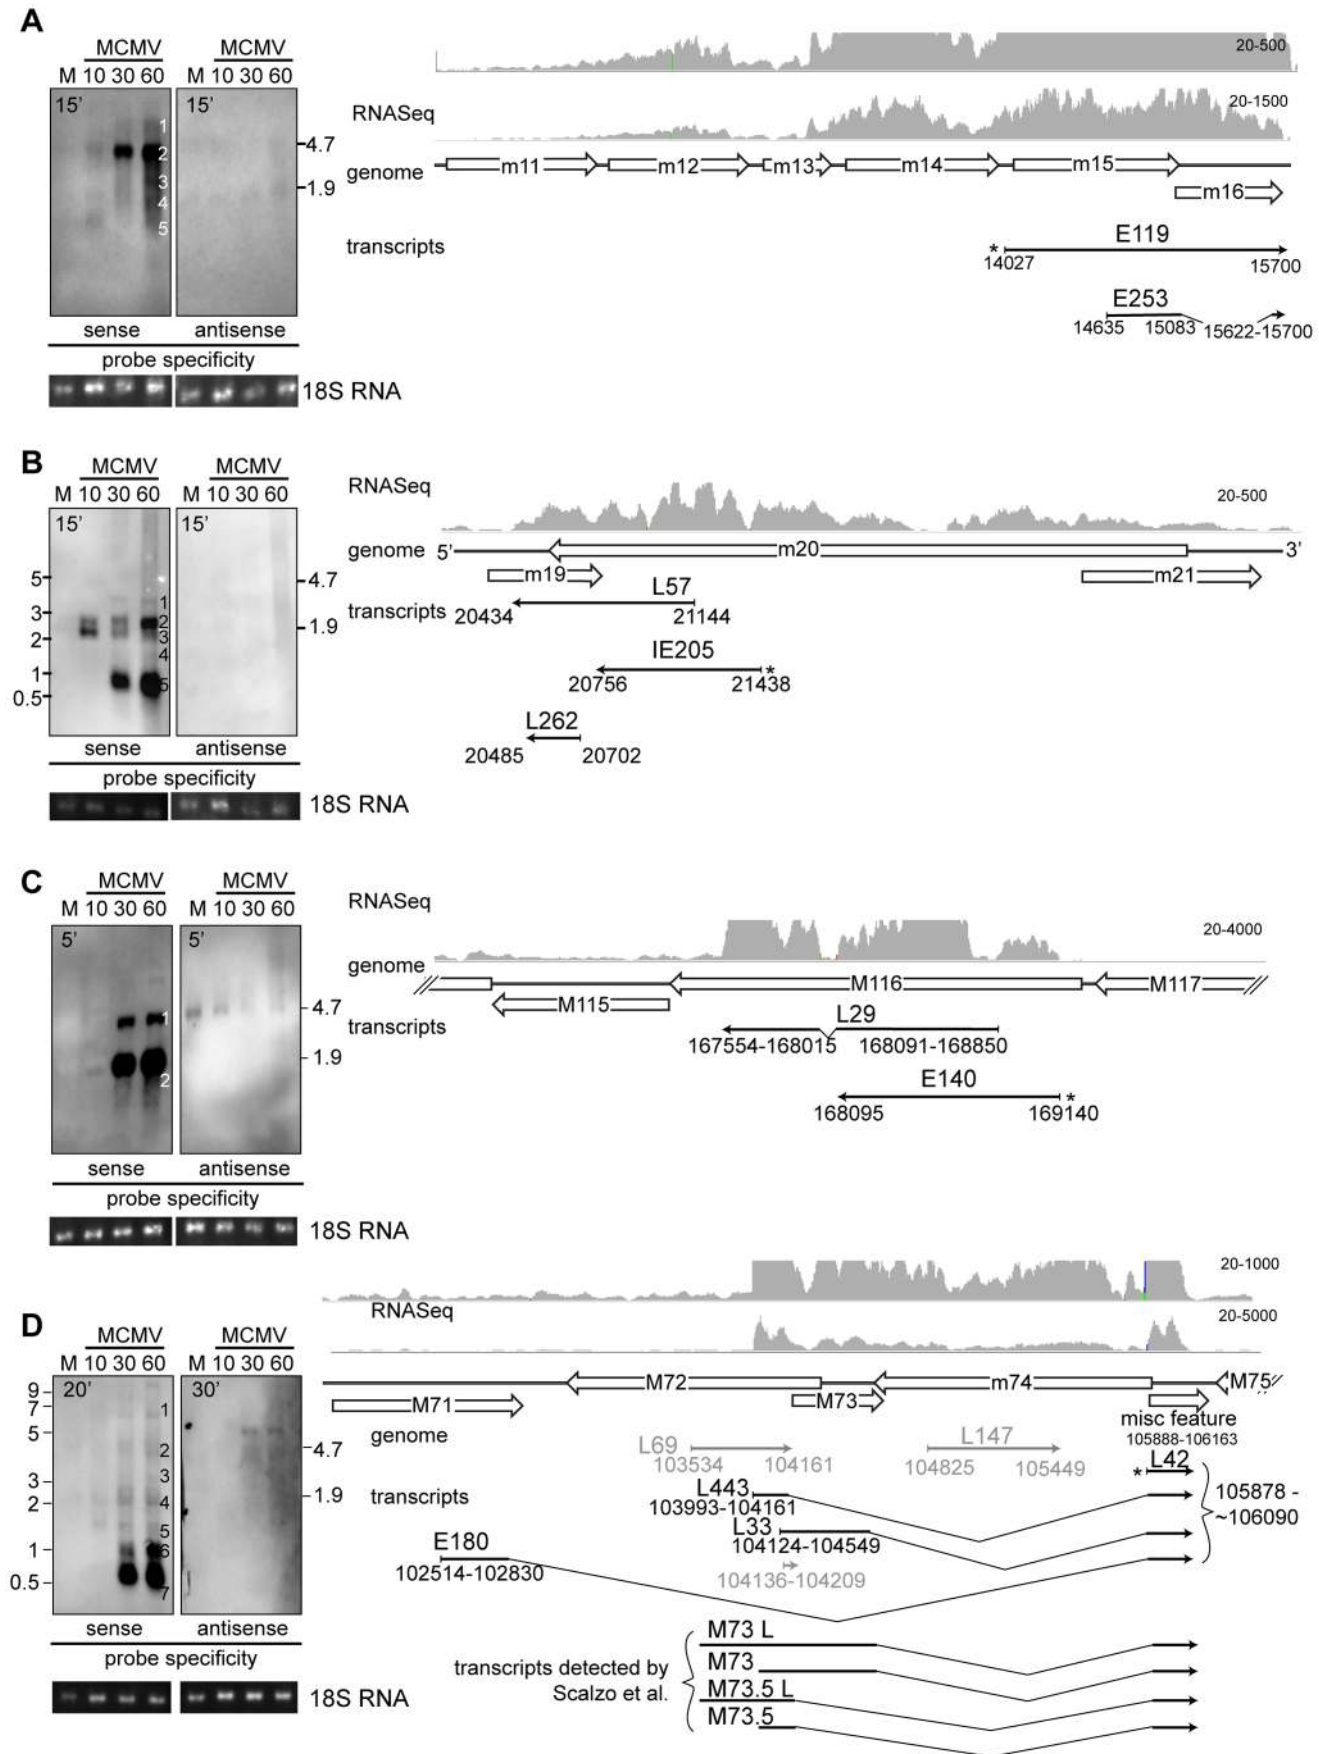 A
MCMV
M 10 30 60
15'
1
2
3
4
5
MCMV
M 10 30 60
15'
4.7
1.9
sense
antisense
probe specificity
18S RNA
20-500
RNASeq
20-1500
genome
m11
m12
m13
m14
m15
m16
transcripts
E119
*
14027
15700
E253
14635
15083
15622-15700
B
MCMV
M 10 30 60
15'
5
3
2
1
0.5
1
2
3
4
5
MCMV
M 10 30 60
15'
4.7
1.9
sense
antisense
probe specificity
18S RNA
RNASeq
20-500
genome 5'
m20
3'
m19
m21
transcripts
L57
20434
21144
IE205
*
20756
21438
L262
20485
20702
C
MCMV
M 10 30 60
5'
1
2
MCMV
M 10 30 60
5'
4.7
1.9
sense
antisense
probe specificity
18S RNA
RNASeq
20-4000
genome
M116
M117
M115
transcripts
L29
167554-168015
168091-168850
E140
*
168095
169140
D
MCMV
M 10 30 60
20'
9
7
5
3
2
1
0.5
1
2
3
4
5
6
7
MCMV
M 10 30 60
30'
4.7
1.9
sense
antisense
probe specificity
18S RNA
20-1000
RNASeq
20-5000
M72
m74
M75
M71
M73
misc feature
105888-106163
genome
L69
103534
104161
L147
104825
105449
* L42
transcripts
L443
103993-104161
105878 -
~106090
L33
104124-104549
E180
102514-102830
104136-104209
transcripts detected by
Scalzo et al.
M73 L
M73
M73.5 L
M73.5